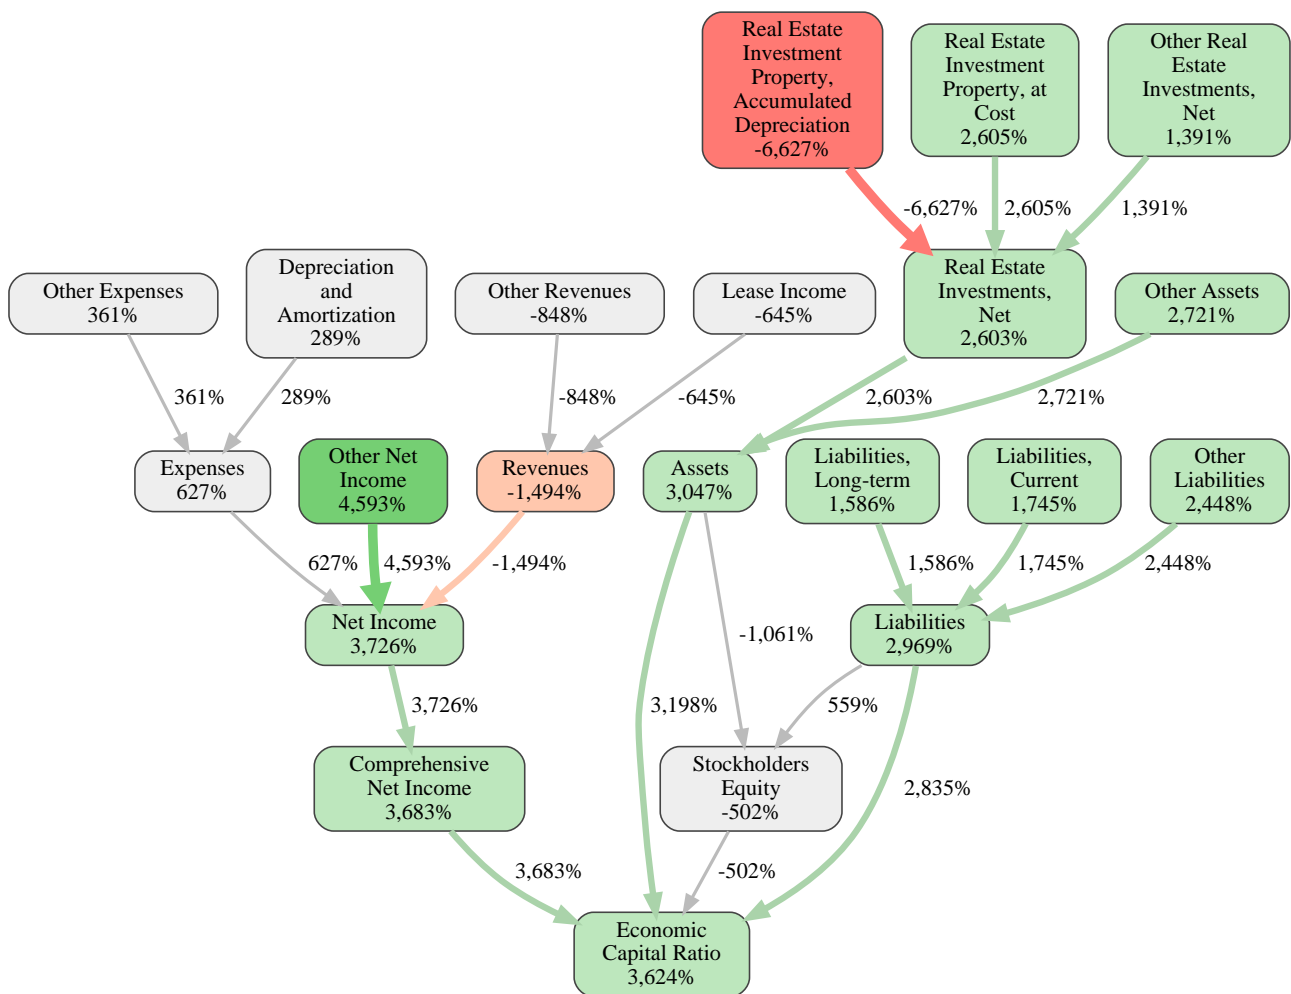 Real Estate
Investment
Property,
Accumulated
Depreciation
-6,627%
Real Estate
Investment
Property, at
Cost
2,605%
Other Real
Estate
Investments,
Net
1,391%
-6,627%
2,605%
1,391%
Other Expenses
361%
Depreciation
and
Amortization
289%
Other Revenues
-848%
Lease Income
-645%
Real Estate
Investments,
Net
2,603%
Other Assets
2,721%
361%
289%
-848%
-645%
2,603%
2,721%
Expenses
627%
Other Net
Income
4,593%
Revenues
-1,494%
Assets
3,047%
Liabilities,
Long-term
1,586%
Liabilities,
Current
1,745%
Other
Liabilities
2,448%
627%
4,593%
-1,494%
1,586%
1,745%
2,448%
Net Income
3,726%
-1,061%
Liabilities
2,969%
3,726%
3,198%
559%
Comprehensive
Net Income
3,683%
Stockholders
Equity
-502%
2,835%
3,683%
-502%
Economic
Capital Ratio
3,624%